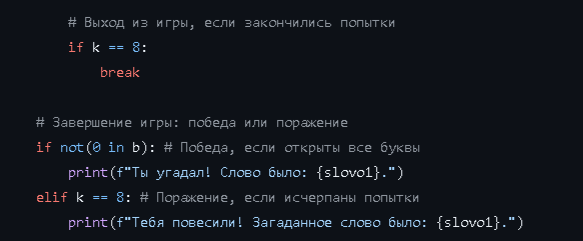 # Выход из игры, если закончились попытки
if k == 8:
break
# Завершение игры: победа или поражение
if not(0 in b): # Победа, если открыты все буквы
print(f"Ты угадал! Слово было: {slovo1}.")
elif k == 8: # Поражение, если исчерпаны попытки
print(f"Тебя повесили! Загаданное слово было: {slovo1}.")